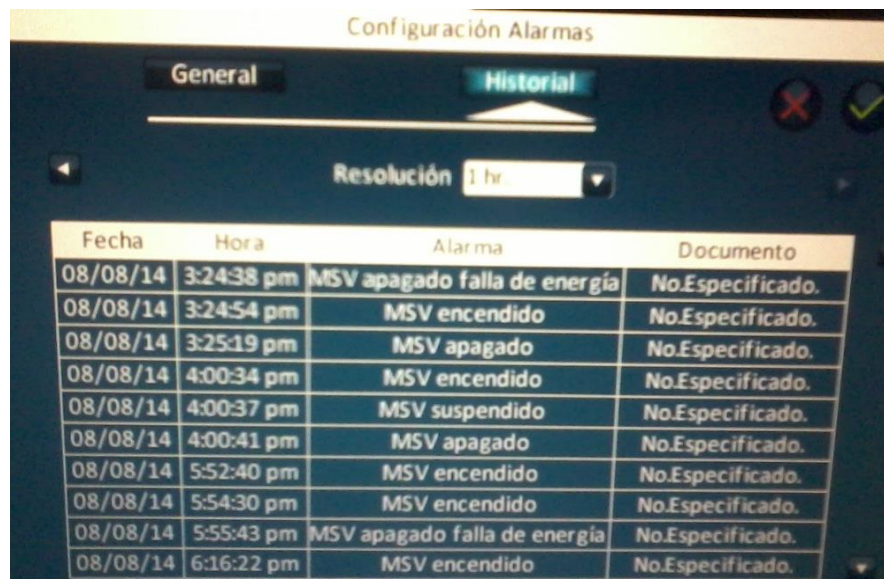 Configuración Alarmas
General Historial
Resolución 1 hr.
Fecha Hora Alarma Documento
08/08/14 3:24:38 pm MSV apagado falla de energía No.Especificado.
08/08/14 3:24:54 pm MSV encendido No.Especificado.
08/08/14 3:25:19 pm MSV apagado No.Especificado.
08/08/14 4:00:34 pm MSV encendido No.Especificado.
08/08/14 4:00:37 pm MSV suspendido No.Especificado.
08/08/14 4:00:41 pm MSV apagado No.Especificado.
08/08/14 5:52:40 pm MSV encendido No.Especificado.
08/08/14 5:54:30 pm MSV encendido No.Especificado.
08/08/14 5:55:43 pm MSV apagado falla de energía No.Especificado.
08/08/14 6:16:22 pm MSV encendido No.Especificado.